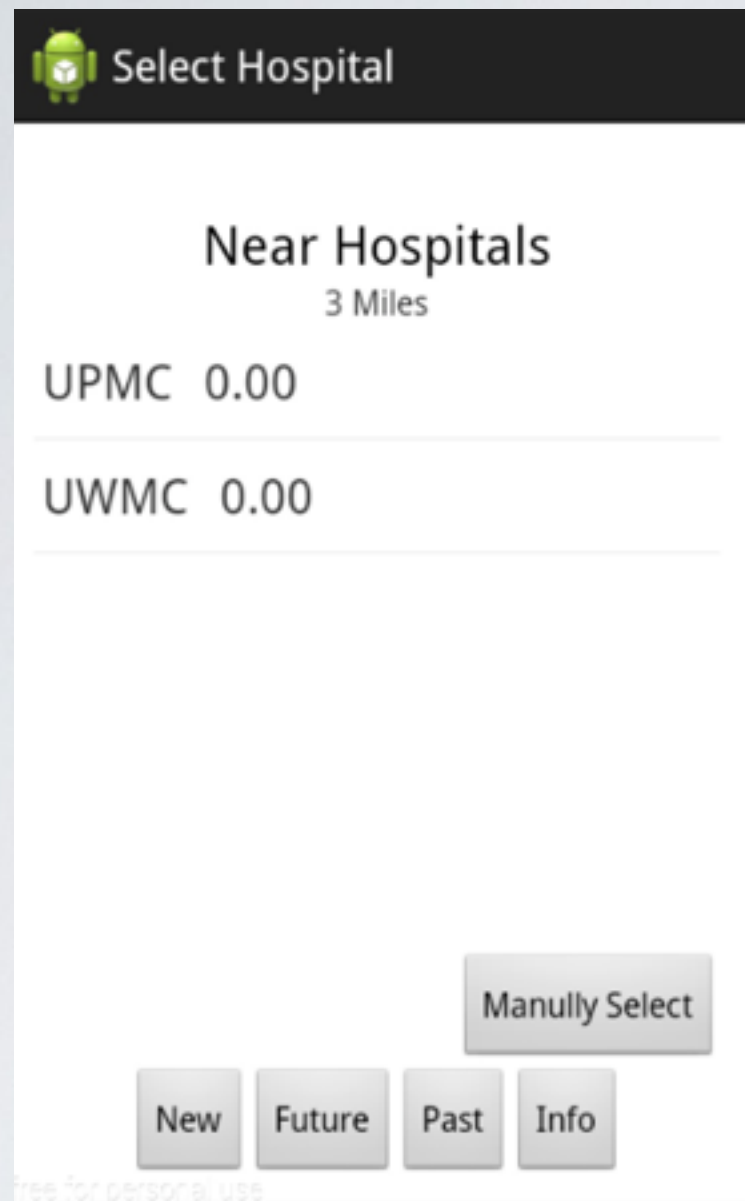 Select Hospital
Near Hospitals
3 Miles
UPMC 0.00
UWMC 0.00
Manully Select
New Future Past Info
free for personal use